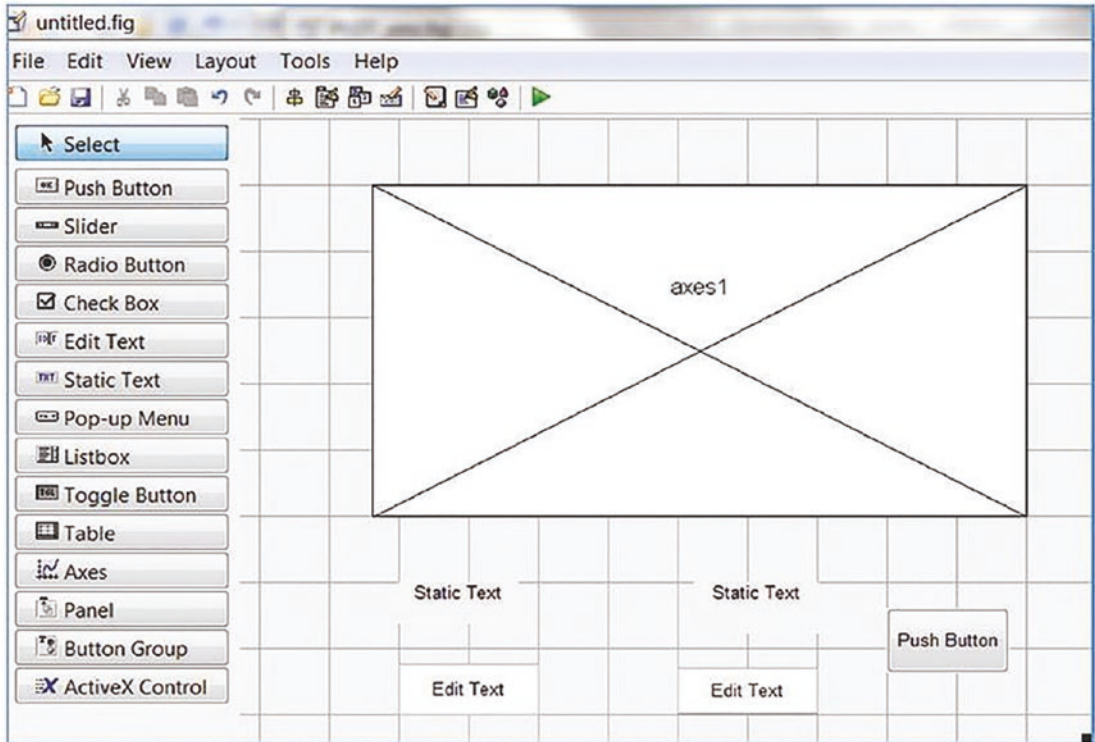 untitled.fig
File Edit View Layout Tools Help
Select
Push Button
Slider
Radio Button
Check Box
Edit Text
Static Text
Pop-up Menu
Listbox
Toggle Button
Table
Axes
Panel
Button Group
ActiveX Control
axes1
Static Text Static Text
Push Button
Edit Text Edit Text